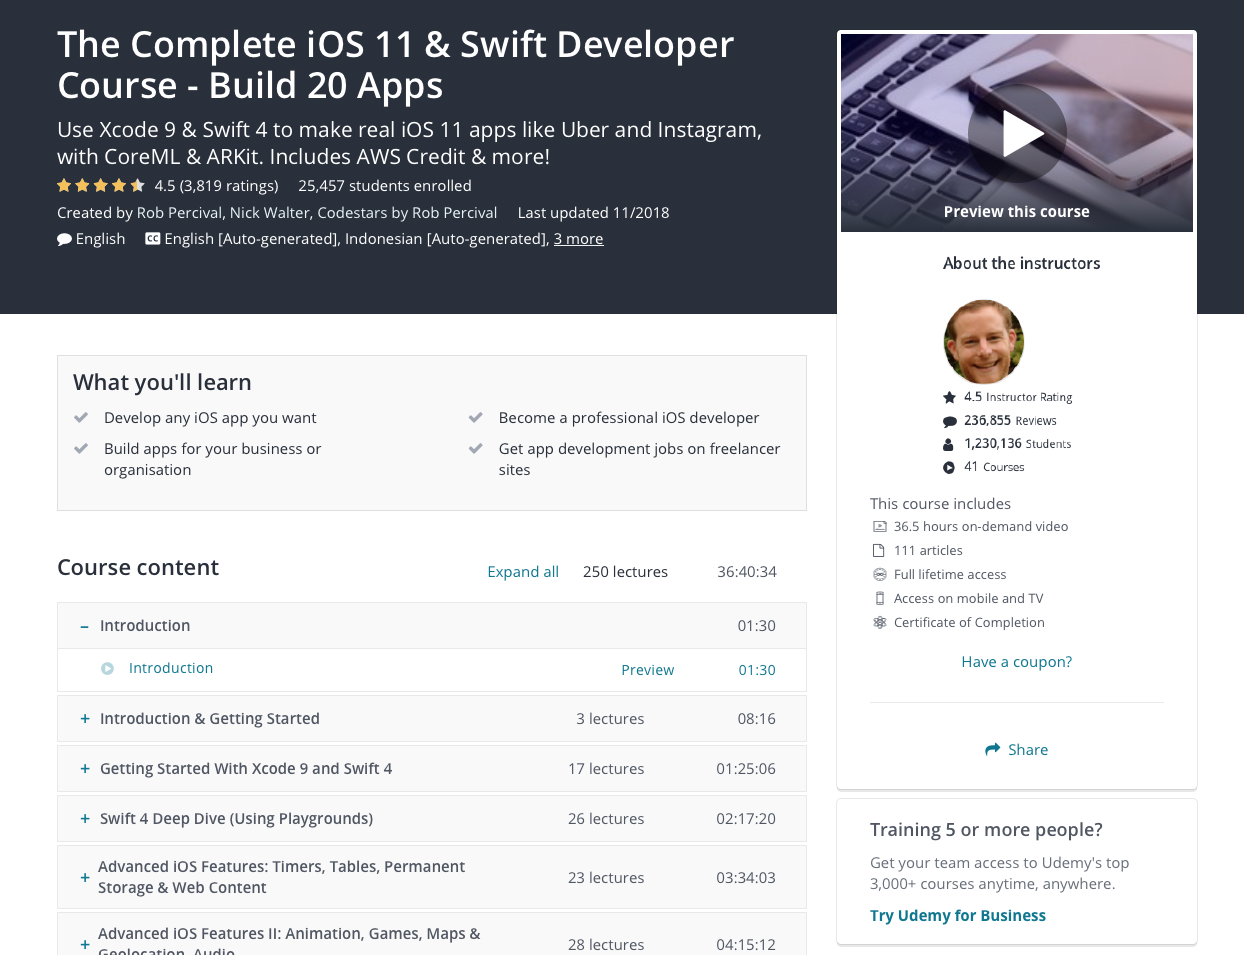 The Complete iOS 11 & Swift Developer
Course - Build 20 Apps
Use Xcode 9 & Swift 4 to make real iOS 11 apps like Uber and Instagram,
with CoreML & ARKit. Includes AWS Credit & more!
4.5 (3,819 ratings) 25,457 students enrolled
Created by Rob Percival, Nick Walter, Codestars by Rob Percival Last updated 11/2018
English CC English [Auto-generated], Indonesian [Auto-generated], 3 more
Preview this course
About the instructors
4.5 Instructor Rating
236,855 Reviews
1,230,136 Students
41 Courses
This course includes
36.5 hours on-demand video
111 articles
Full lifetime access
Access on mobile and TV
Certificate of Completion
Have a coupon?
Share
Training 5 or more people?
Get your team access to Udemy's top
3,000+ courses anytime, anywhere.
Try Udemy for Business
What you'll learn
Develop any iOS app you want
Become a professional iOS developer
Build apps for your business or
organisation
Get app development jobs on freelancer
sites
Course content Expand all 250 lectures 36:40:34
– Introduction 01:30
Introduction Preview 01:30
+ Introduction & Getting Started 3 lectures 08:16
+ Getting Started With Xcode 9 and Swift 4 17 lectures 01:25:06
+ Swift 4 Deep Dive (Using Playgrounds) 26 lectures 02:17:20
+ Advanced iOS Features: Timers, Tables, Permanent
Storage & Web Content 23 lectures 03:34:03
+ Advanced iOS Features II: Animation, Games, Maps &
Geolocation, Audio 28 lectures 04:15:12